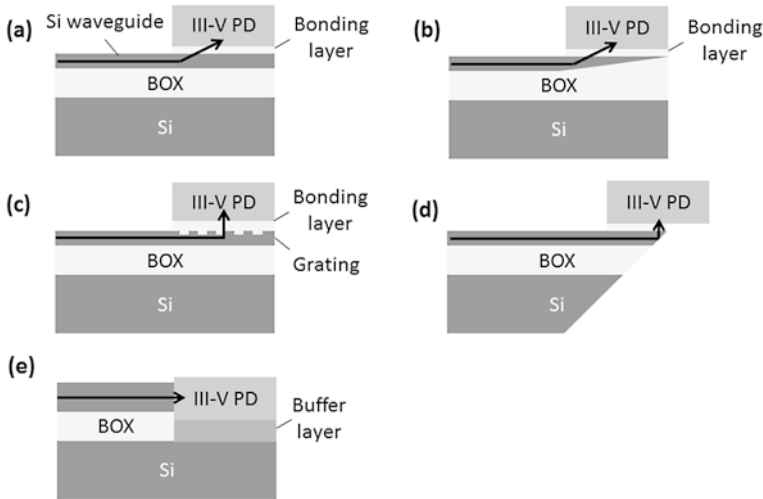 (a)
Si waveguide
III-V PD
Bonding
layer
BOX
Si
(b)
III-V PD
Bonding
layer
BOX
Si
(c)
III-V PD
Bonding
layer
Grating
BOX
Si
(d)
III-V PD
BOX
Si
(e)
III-V PD
BOX
Buffer
layer
Si